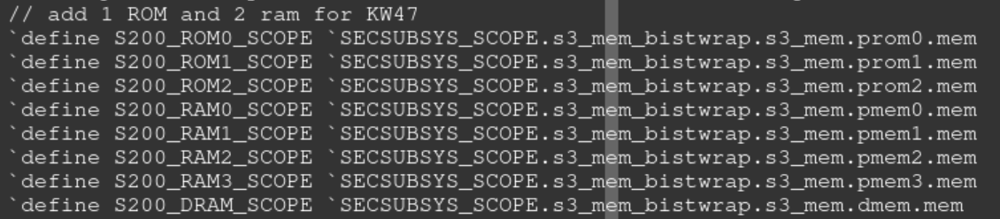 // add 1 ROM and 2 ram for KW47
`define S200_ROM0_SCOPE `SECSUBSYS_SCOPE.s3_mem_bistwrap.s3_mem.prom0.mem
`define S200_ROM1_SCOPE `SECSUBSYS_SCOPE.s3_mem_bistwrap.s3_mem.prom1.mem
`define S200_ROM2_SCOPE `SECSUBSYS_SCOPE.s3_mem_bistwrap.s3_mem.prom2.mem
`define S200_RAM0_SCOPE `SECSUBSYS_SCOPE.s3_mem_bistwrap.s3_mem.pmem0.mem
`define S200_RAM1_SCOPE `SECSUBSYS_SCOPE.s3_mem_bistwrap.s3_mem.pmem1.mem
`define S200_RAM2_SCOPE `SECSUBSYS_SCOPE.s3_mem_bistwrap.s3_mem.pmem2.mem
`define S200_RAM3_SCOPE `SECSUBSYS_SCOPE.s3_mem_bistwrap.s3_mem.pmem3.mem
`define S200_DRAM_SCOPE `SECSUBSYS_SCOPE.s3_mem_bistwrap.s3_mem.dmem.mem